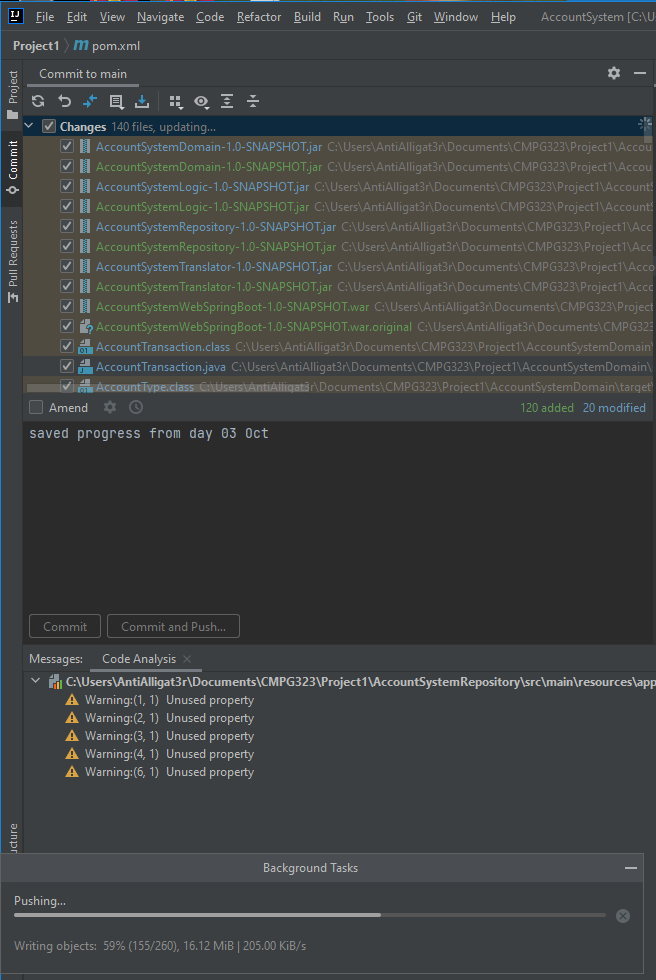 IJ File Edit View Navigate Code Refactor Build Run Tools Git Window Help AccountSystem [C:\U
Project1 m pom.xml
Project
Commit
Pull Requests
ucture
Commit to main
Changes 140 files, updating...
AccountSystemDomain-1.0-SNAPSHOT.jar C:\Users\AntiAlligat3r\Documents\CMPG323\Project1\Accou
AccountSystemDomain-1.0-SNAPSHOT.jar C:\Users\AntiAlligat3r\Documents\CMPG323\Project1\Accou
AccountSystemLogic-1.0-SNAPSHOT.jar C:\Users\AntiAlligat3r\Documents\CMPG323\Project1\AccountS
AccountSystemLogic-1.0-SNAPSHOT.jar C:\Users\AntiAlligat3r\Documents\CMPG323\Project1\AccountS
AccountSystemRepository-1.0-SNAPSHOT.jar C:\Users\AntiAlligat3r\Documents\CMPG323\Project1\Ac
AccountSystemRepository-1.0-SNAPSHOT.jar C:\Users\AntiAlligat3r\Documents\CMPG323\Project1\Ac
AccountSystemTranslator-1.0-SNAPSHOT.jar C:\Users\AntiAlligat3r\Documents\CMPG323\Project1\Acco
AccountSystemTranslator-1.0-SNAPSHOT.jar C:\Users\AntiAlligat3r\Documents\CMPG323\Project1\Acco
AccountSystemWebSpringBoot-1.0-SNAPSHOT.war C:\Users\AntiAlligat3r\Documents\CMPG323\Projec
AccountSystemWebSpringBoot-1.0-SNAPSHOT.war.original C:\Users\AntiAlligat3r\Documents\CMPG323
AccountTransaction.class C:\Users\AntiAlligat3r\Documents\CMPG323\Project1\AccountSystemDomain\
AccountTransaction.java C:\Users\AntiAlligat3r\Documents\CMPG323\Project1\AccountSystemDomain\s
AccountType.class C:\Users\AntiAlligat3r\Documents\CMPG323\Project1\AccountSystemDomain\target\
Amend 120 added 20 modified
saved progress from day 03 Oct
Commit Commit and Push...
Messages: Code Analysis
C:\Users\AntiAlligat3r\Documents\CMPG323\Project1\AccountSystemRepository\src\main\resources\app
Warning:(1, 1) Unused property
Warning:(2, 1) Unused property
Warning:(3, 1) Unused property
Warning:(4, 1) Unused property
Warning:(6, 1) Unused property
Background Tasks
Pushing...
Writing objects: 59% (155/260), 16.12 MiB | 205.00 KiB/s